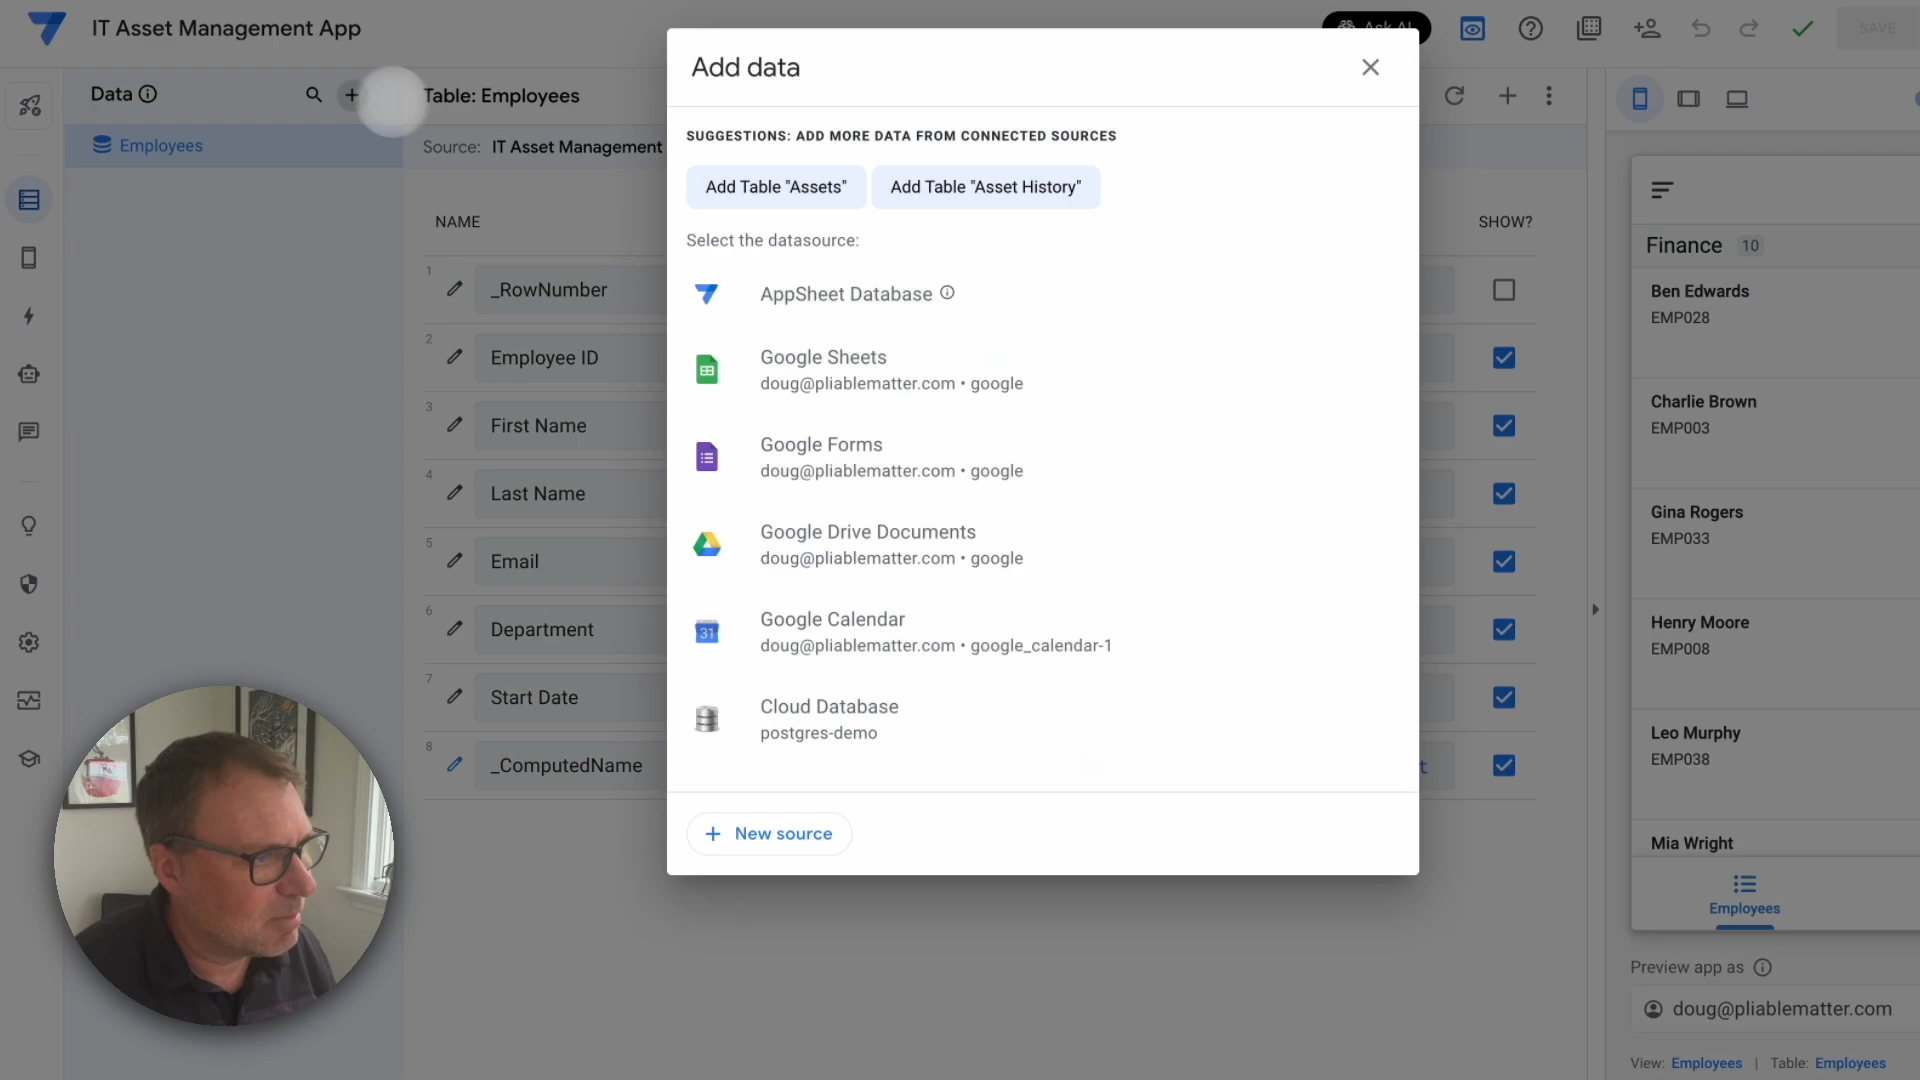 IT Asset Management App
Ask AI
SAVE
Data
Table: Employees
Employees
Source: IT Asset Management
NAME
SHOW?
1
_RowNumber
2
Employee ID
3
First Name
4
Last Name
5
Email
6
Department
7
Start Date
8
_ComputedName
t
Add data
SUGGESTIONS: ADD MORE DATA FROM CONNECTED SOURCES
Add Table "Assets"
Add Table "Asset History"
Select the datasource:
AppSheet Database
Google Sheets
doug@pliablematter.com • google
Google Forms
doug@pliablematter.com • google
Google Drive Documents
doug@pliablematter.com • google
31
Google Calendar
doug@pliablematter.com • google_calendar-1
Cloud Database
postgres-demo
+ New source
Finance 10
Ben Edwards
EMP028
Charlie Brown
EMP003
Gina Rogers
EMP033
Henry Moore
EMP008
Leo Murphy
EMP038
Mia Wright
Employees
Preview app as
doug@pliablematter.com
View: Employees | Table: Employees